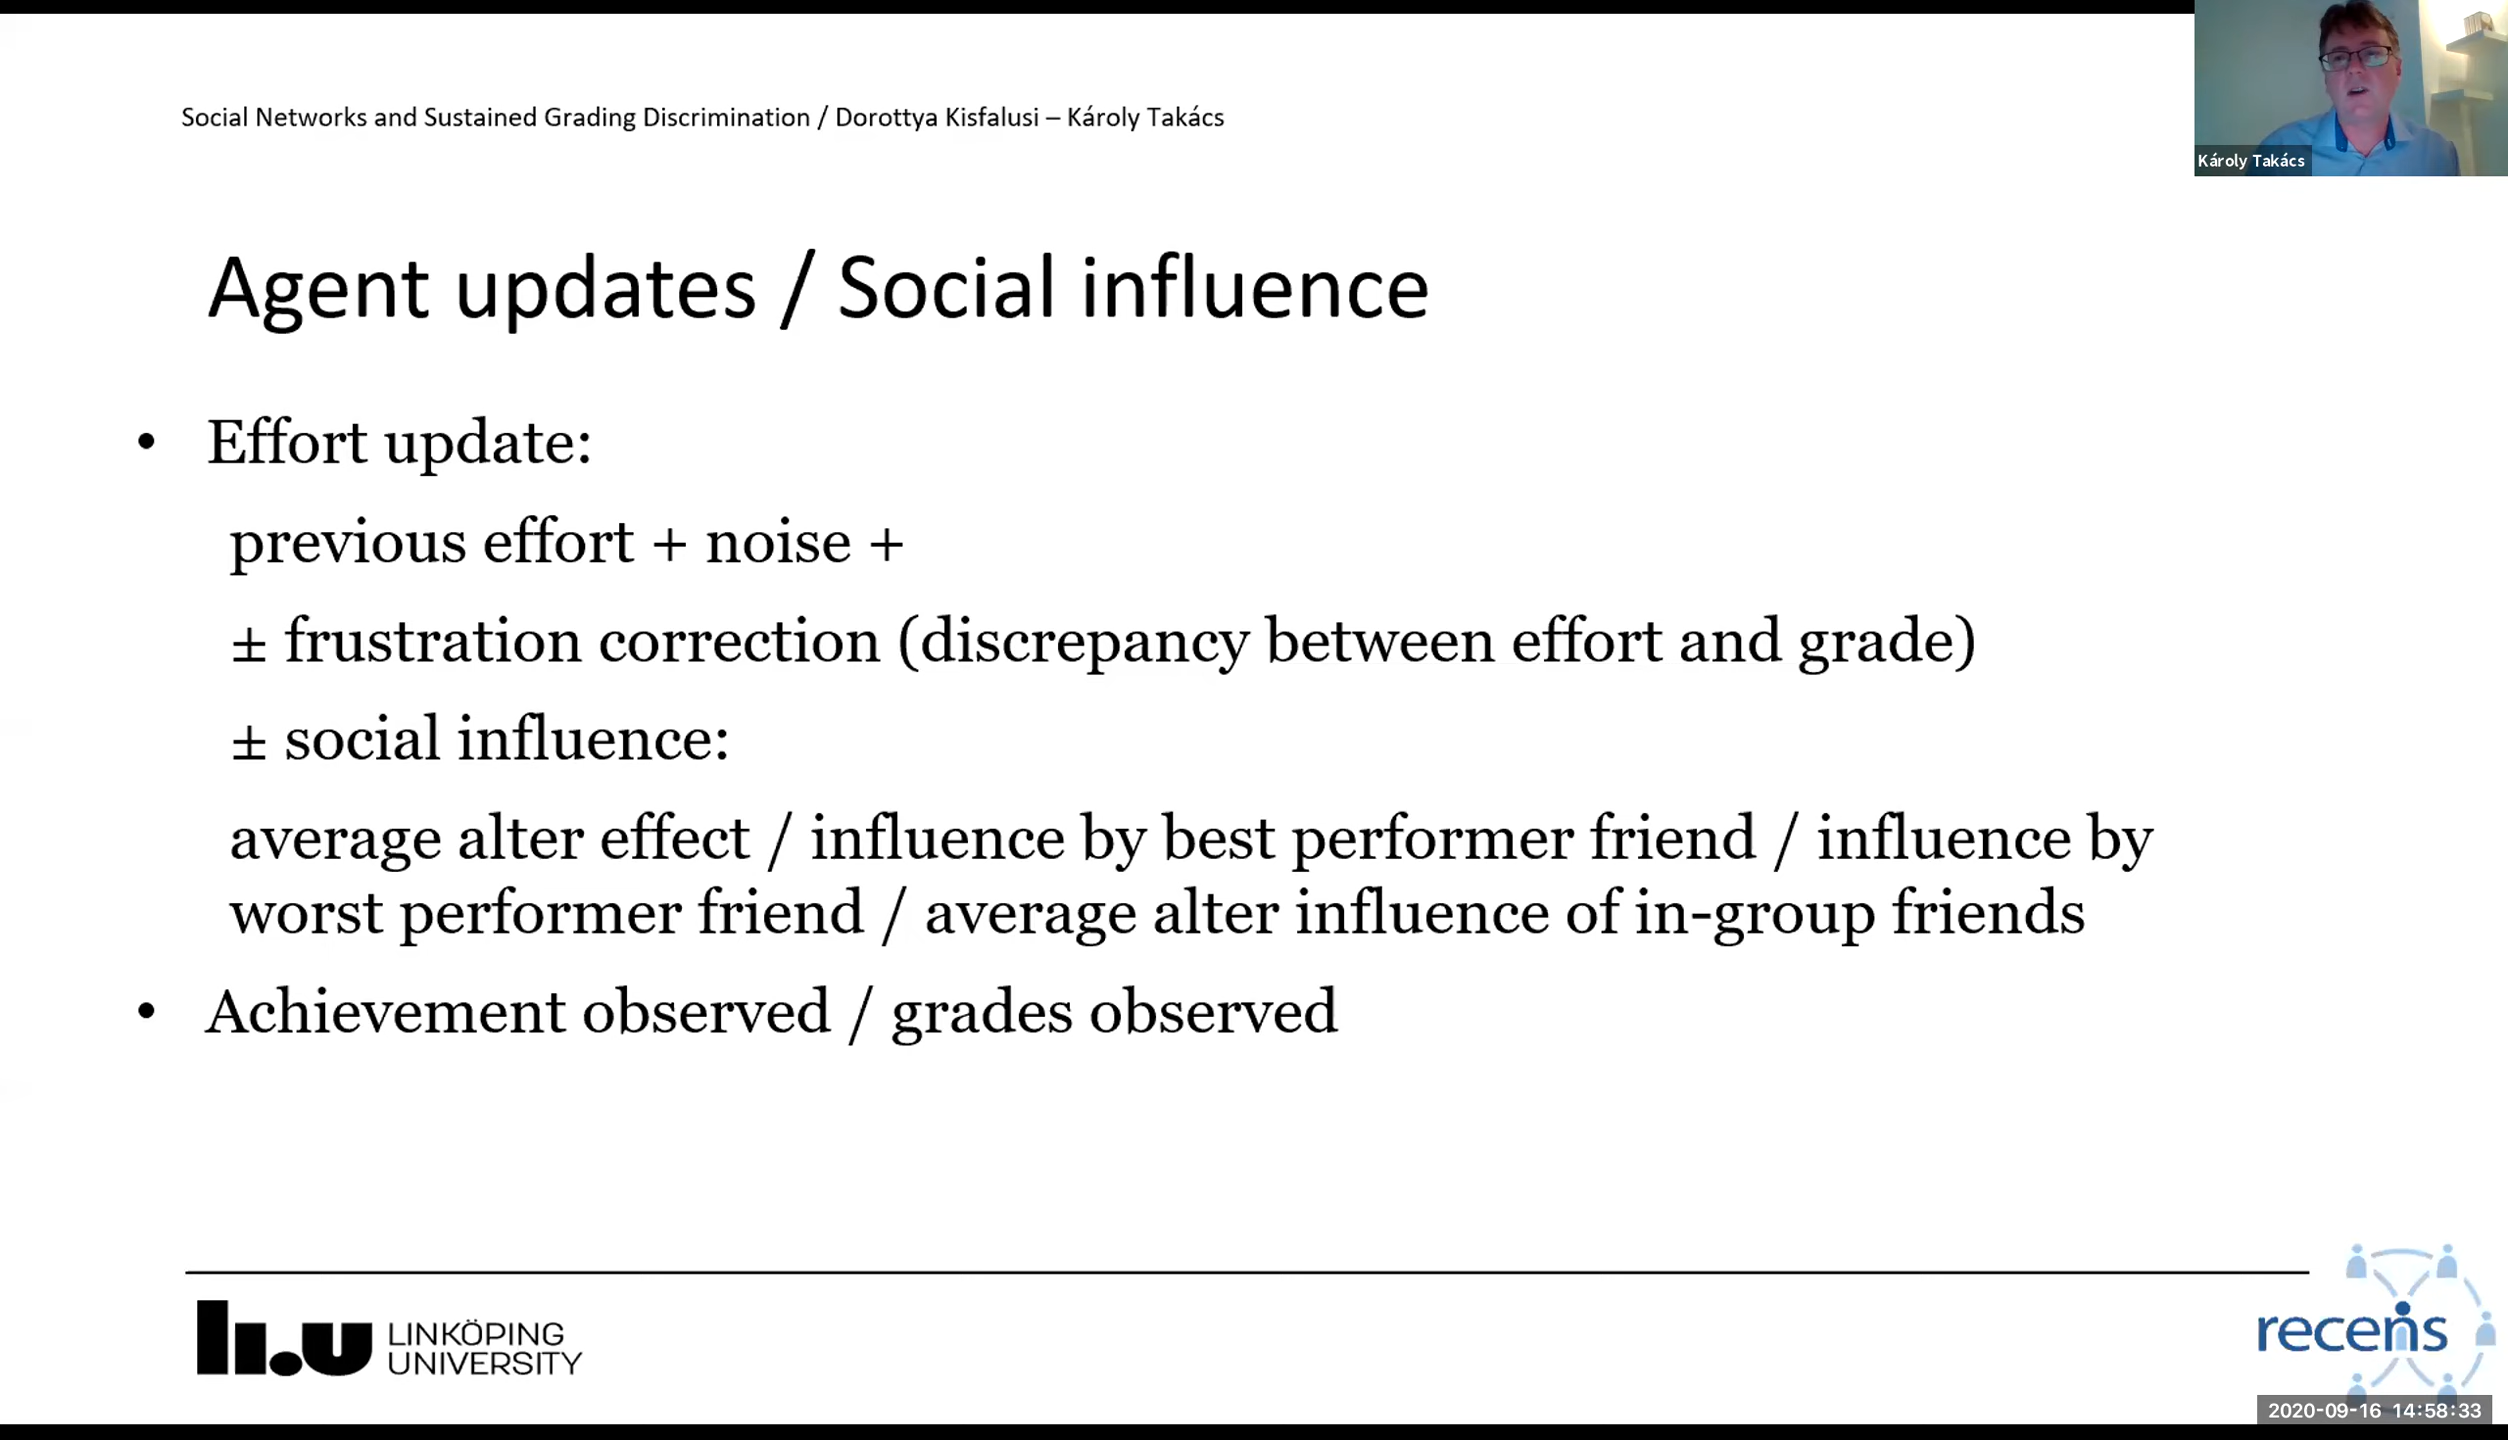 Károly Takács
Social Networks and Sustained Grading Discrimination / Dorottya Kisfalusi – Károly Takács
Agent updates / Social influence
• Effort update:
previous effort + noise +
± frustration correction (discrepancy between effort and grade)
± social influence:
average alter effect / influence by best performer friend / influence by
worst performer friend / average alter influence of in-group friends
• Achievement observed / grades observed
li.u LINKÖPING
UNIVERSITY
recens
2020-09-16 14:58:33